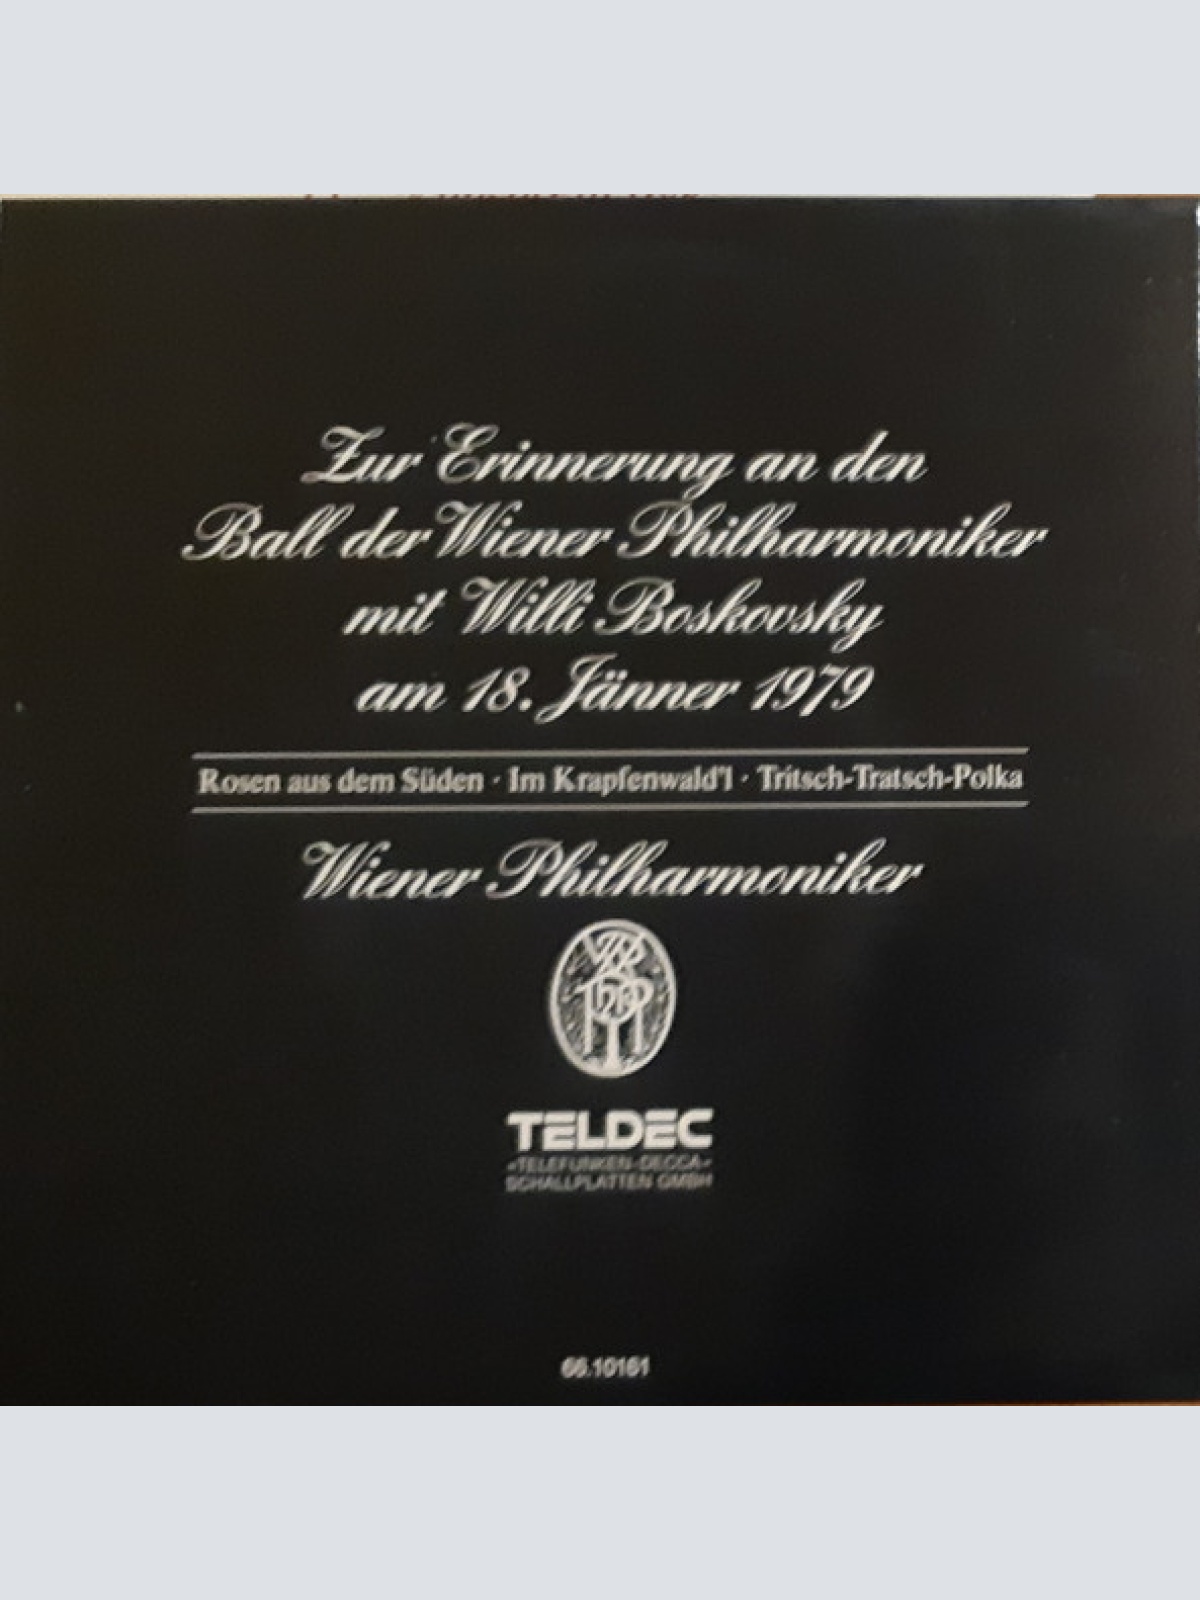 Zur Erinnerung an den
Ball der Wiener Philharmoniker
mit Willi Boskovsky
am 18. Jänner 1979
Rosen aus dem Süden · Im Krapfenwald'l · Tritsch-Tratsch-Polka
Wiener Philharmoniker
TELDEC
»TELEFUNKEN-DECCA«
SCHALLPLATTEN GMBH
66.10161